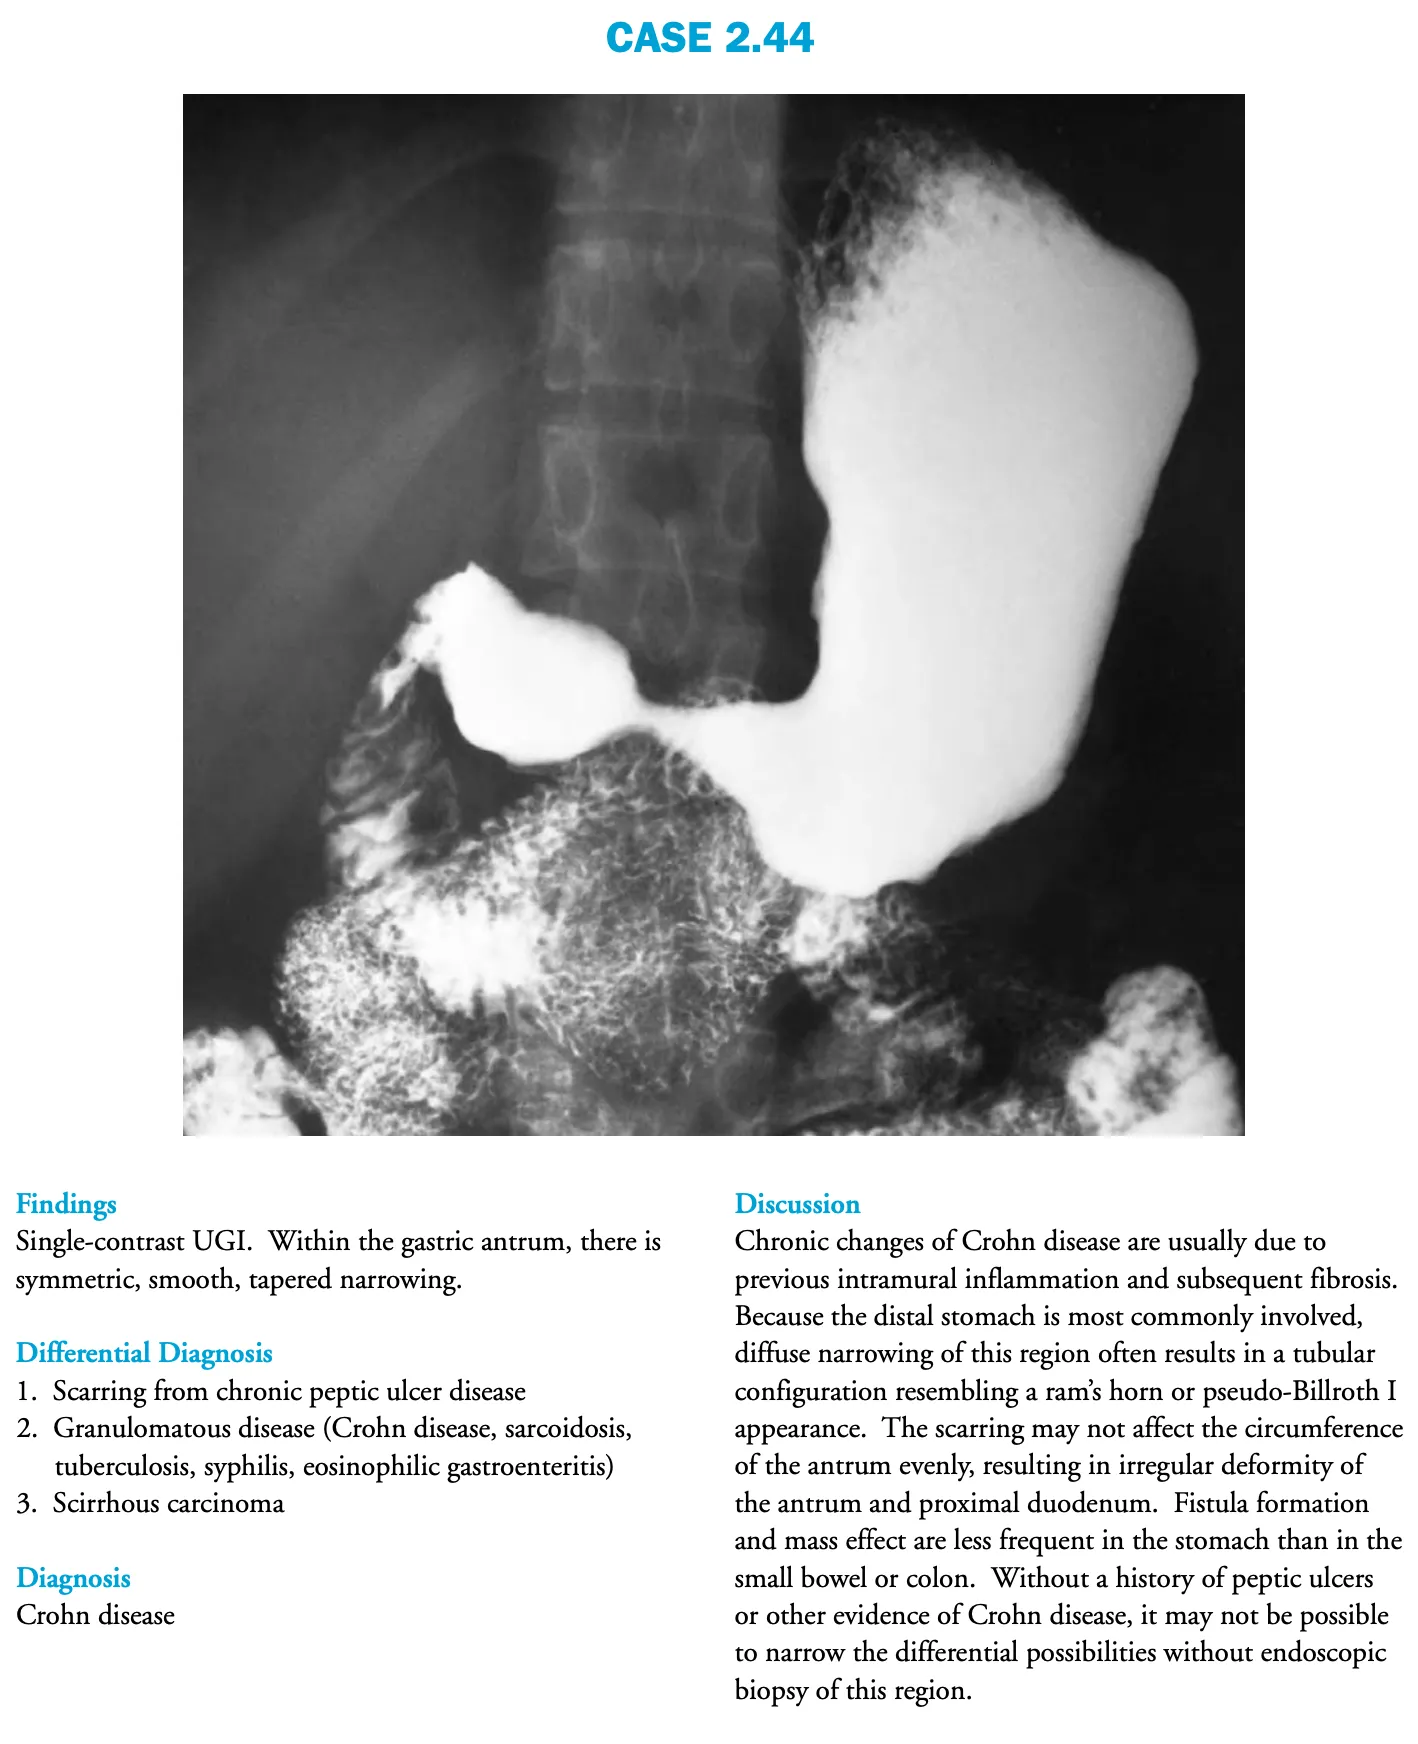 CASE 2.44
Findings
Single-contrast UGI. Within the gastric antrum, there is
symmetric, smooth, tapered narrowing.
Differential Diagnosis
1. Scarring from chronic peptic ulcer disease
2. Granulomatous disease (Crohn disease, sarcoidosis,
tuberculosis, syphilis, eosinophilic gastroenteritis)
3. Scirrhous carcinoma
Diagnosis
Crohn disease
Discussion
Chronic changes of Crohn disease are usually due to
previous intramural inflammation and subsequent fibrosis.
Because the distal stomach is most commonly involved,
diffuse narrowing of this region often results in a tubular
configuration resembling a ram’s horn or pseudo-Billroth I
appearance. The scarring may not affect the circumference
of the antrum evenly, resulting in irregular deformity of
the antrum and proximal duodenum. Fistula formation
and mass effect are less frequent in the stomach than in the
small bowel or colon. Without a history of peptic ulcers
or other evidence of Crohn disease, it may not be possible
to narrow the differential possibilities without endoscopic
biopsy of this region.